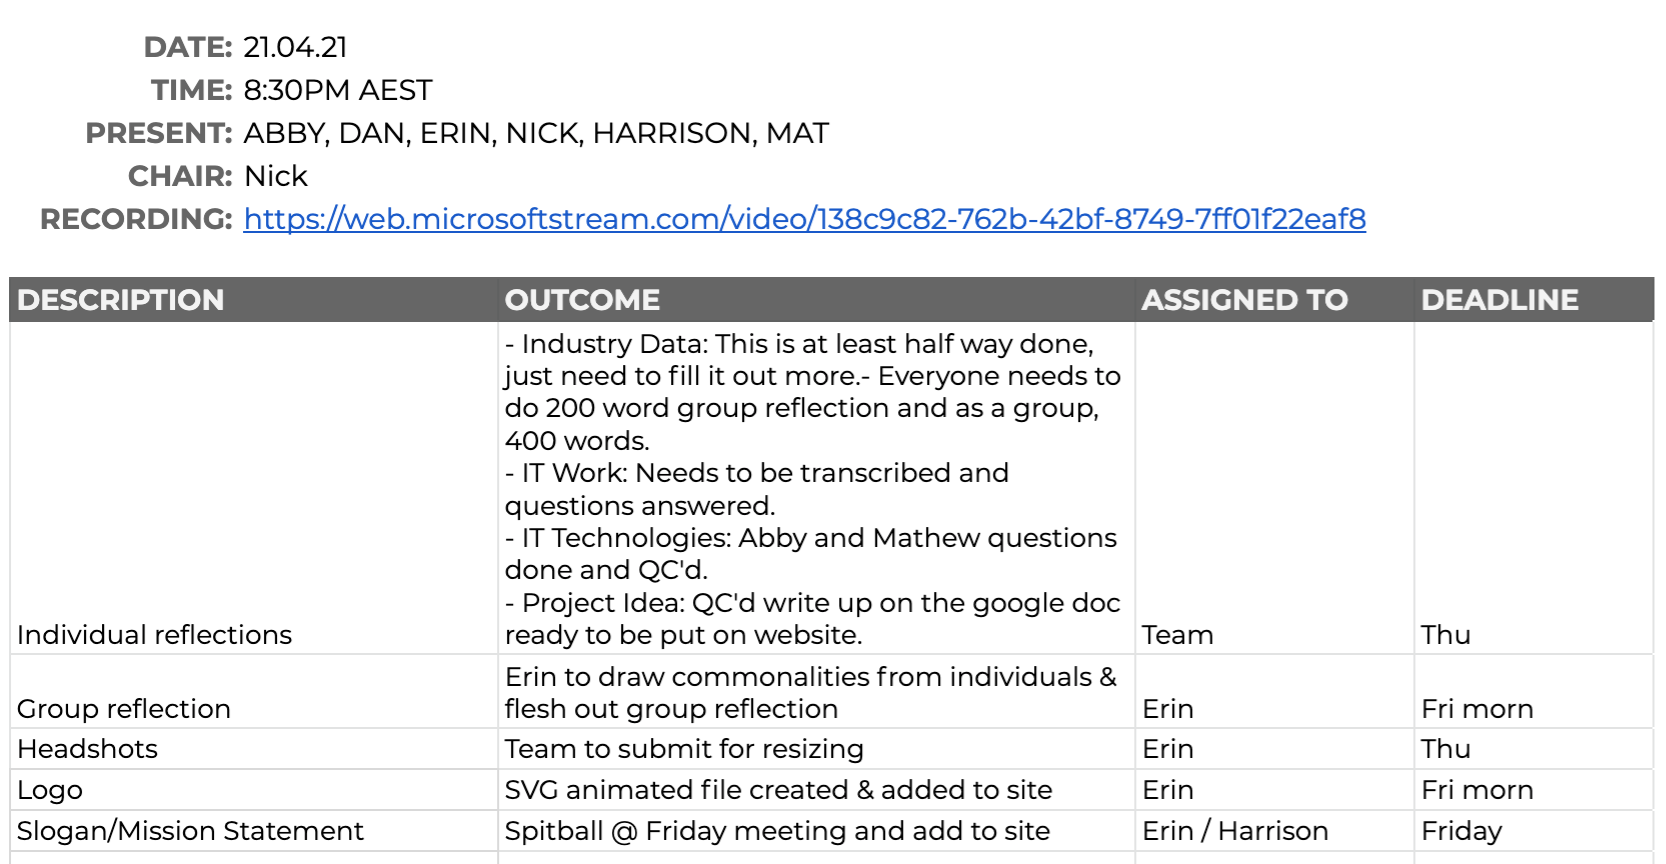 DATE: 21.04.21
TIME: 8:30PM AEST
PRESENT: ABBY, DAN, ERIN, NICK, HARRISON, MAT
CHAIR: Nick
RECORDING: https://web.microsoftstream.com/video/138c9c82-762b-42bf-8749-7ff01f22eaf8
DESCRIPTION OUTCOME ASSIGNED TO DEADLINE
- Industry Data: This is at least half way done,
just need to fill it out more.- Everyone needs to
do 200 word group reflection and as a group,
400 words.
- IT Work: Needs to be transcribed and
questions answered.
- IT Technologies: Abby and Mathew questions
done and QC'd.
- Project Idea: QC'd write up on the google doc
Individual reflections ready to be put on website. Team Thu
Erin to draw commonalities from individuals &
Group reflection flesh out group reflection Erin Fri morn
Headshots Team to submit for resizing Erin Thu
Logo SVG animated file created & added to site Erin Fri morn
Slogan/Mission Statement Spitball @ Friday meeting and add to site Erin / Harrison Friday